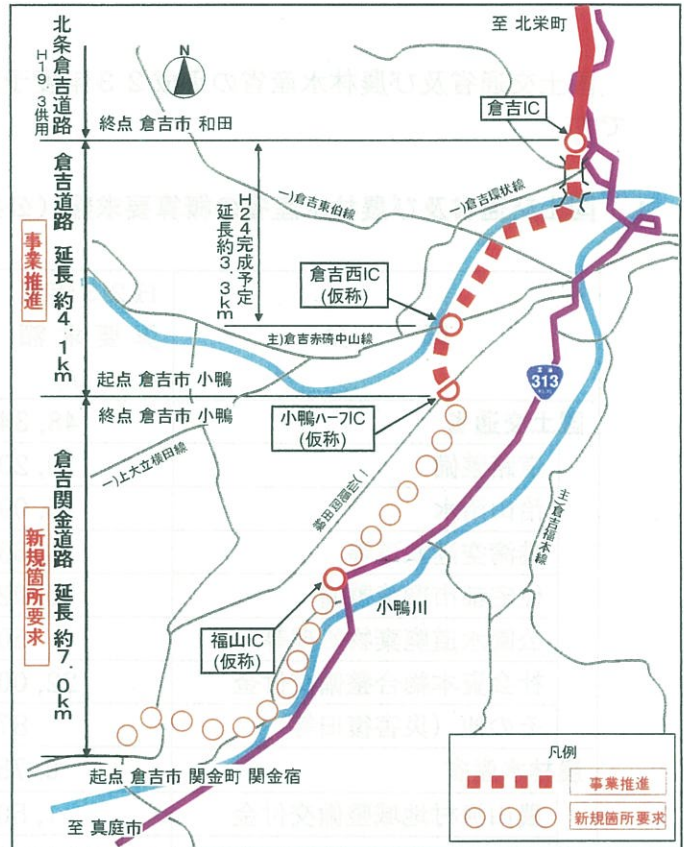 至 北栄町
北条倉吉道路
H19.3供用
N
倉吉IC
終点 倉吉市 和田
倉吉道路 延長 約4.1km
事業推進
H24完成予定
延長約3.3km
一)倉吉東伯線
一)倉吉環状線
倉吉西IC
(仮称)
主)倉吉赤碕中山線
起点 倉吉市 小鴨
終点 倉吉市 小鴨
小鴨ハーフIC
(仮称)
313
倉吉関金道路 延長 約7.0km
新規箇所要求
一)上大立横田線
主)倉吉福本線
小鴨川
福山IC
(仮称)
起点 倉吉市 関金町 関金宿
至 真庭市
凡例
事業推進
新規箇所要求